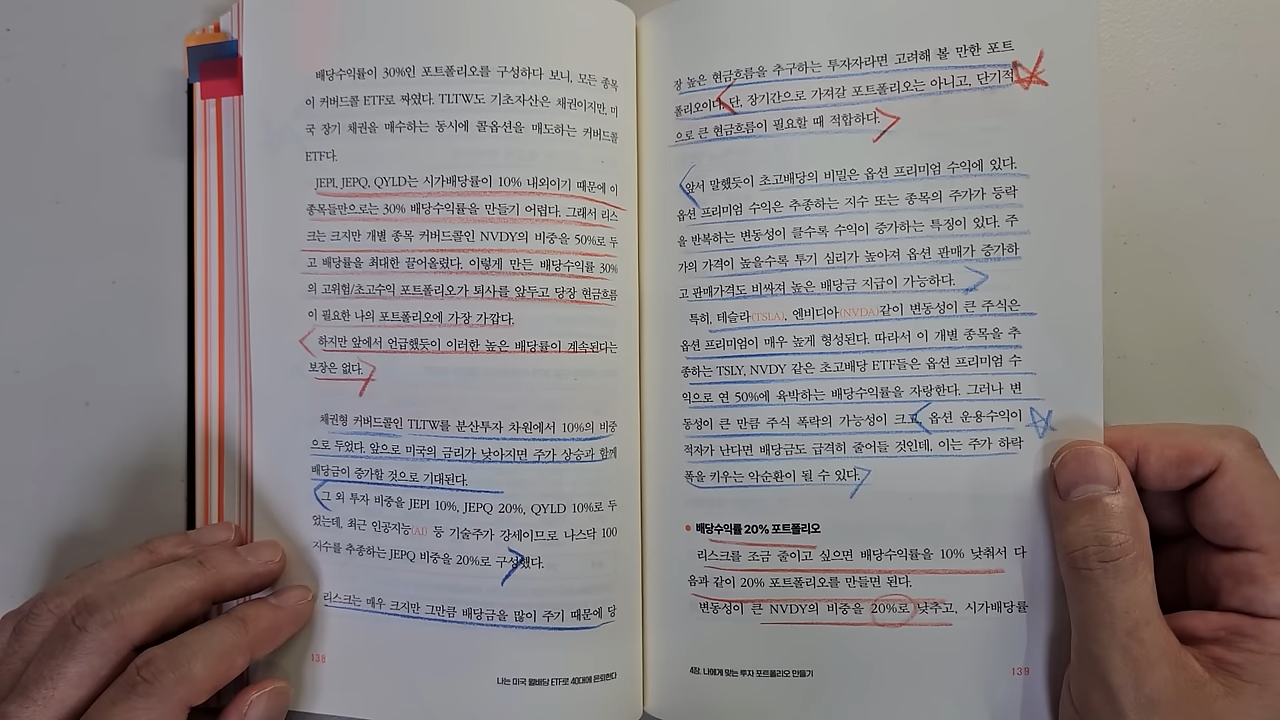 배당수익률이 30%인 포트폴리오를 구성하다 보니, 모든 종목
이 커버드콜 ETF로 짜였다. TLTW도 기초자산은 채권이지만, 미
국 장기 채권을 매수하는 동시에 콜옵션을 매도하는 커버드콜
ETF다.
JEPI, JEPQ, QYLD는 시가배당률이 10% 내외이기 때문에 이
종목들만으로는 30% 배당수익률을 만들기 어렵다. 그래서 리스
크는 크지만 개별 종목 커버드콜인 NVDY의 비중을 50%로 두
고 배당률을 최대한 끌어올렸다. 이렇게 만든 배당수익률 30%
의 고위험/초고수익 포트폴리오가 퇴사를 앞두고 당장 현금흐름
이 필요한 나의 포트폴리오에 가장 가깝다.
하지만 앞에서 언급했듯이 이러한 높은 배당률이 계속된다는
보장은 없다.
채권형 커버드콜인 TLTW를 분산투자 차원에서 10%의 비중
으로 두었다. 앞으로 미국의 금리가 낮아지면 주가 상승과 함께
배당금이 증가할 것으로 기대된다.
그 외 투자 비중을 JEPI 10%, JEPQ 20%, QYLD 10%로 두
었는데, 최근 인공지능(AI) 등 기술주가 강세이므로 나스닥 100
지수를 추종하는 JEPQ 비중을 20%로 구성했다.
리스크는 매우 크지만 그만큼 배당금을 많이 주기 때문에 당
138
나는 미국 월배당 ETF로 40대에 은퇴한다
장 높은 현금흐름을 추구하는 투자자라면 고려해 볼 만한 포트
폴리오이다. 단, 장기간으로 가져갈 포트폴리오는 아니고, 단기적
으로 큰 현금흐름이 필요할 때 적합하다.
앞서 말했듯이 초고배당의 비밀은 옵션 프리미엄 수익에 있다.
옵션 프리미엄 수익은 추종하는 지수 또는 종목의 주가가 등락
을 반복하는 변동성이 클수록 수익이 증가하는 특징이 있다. 주
가의 가격이 높을수록 투기 심리가 높아져 옵션 판매가 증가하
고 판매가격도 비싸져 높은 배당금 지급이 가능하다.
특히, 테슬라(TSLA), 엔비디아(NVDA)같이 변동성이 큰 주식은
옵션 프리미엄이 매우 높게 형성된다. 따라서 이 개별 종목을 추
종하는 TSLY, NVDY 같은 초고배당 ETF들은 옵션 프리미엄 수
익으로 연 50%에 육박하는 배당수익률을 자랑한다. 그러나 변
동성이 큰 만큼 주식 폭락의 가능성이 크고, 옵션 운용수익이
적자가 난다면 배당금도 급격히 줄어들 것인데, 이는 주가 하락
폭을 키우는 악순환이 될 수 있다.
● 배당수익률 20% 포트폴리오
리스크를 조금 줄이고 싶으면 배당수익률을 10% 낮춰서 다
음과 같이 20% 포트폴리오를 만들면 된다.
변동성이 큰 NVDY의 비중을 20%로 낮추고, 시가배당률
4장. 나에게 맞는 투자 포트폴리오 만들기
139